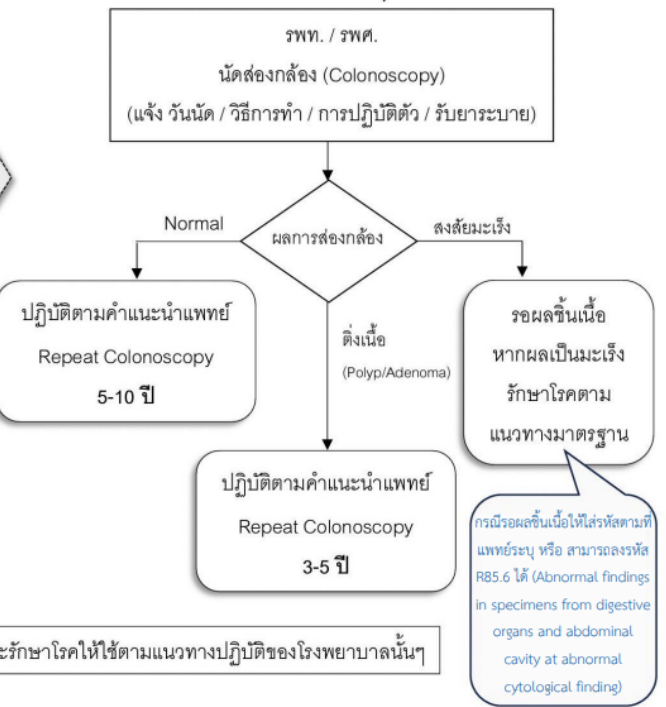 รพท. / รพศ.
นัดส่องกล้อง (Colonoscopy)
(แจ้ง วันนัด / วิธีการทำ / การปฏิบัติตัว / รับยาระบาย)
Normal
ผลการส่องกล้อง
สงสัยมะเร็ง
ปฏิบัติตามคำแนะนำแพทย์
Repeat Colonoscopy
5-10 ปี
ติ่งเนื้อ
(Polyp/Adenoma)
รอผลชิ้นเนื้อ
หากผลเป็นมะเร็ง
รักษาโรคตาม
แนวทางมาตรฐาน
ปฏิบัติตามคำแนะนำแพทย์
Repeat Colonoscopy
3-5 ปี
กรณีรอผลชิ้นเนื้อให้ใส่รหัสตามที่
แพทย์ระบุ หรือ สามารถลงรหัส
R85.6 ได้ (Abnormal findings
in specimens from digestive
organs and abdominal
cavity at abnormal
cytological finding)
ะรักษาโรคให้ใช้ตามแนวทางปฏิบัติของโรงพยาบาลนั้นๆ